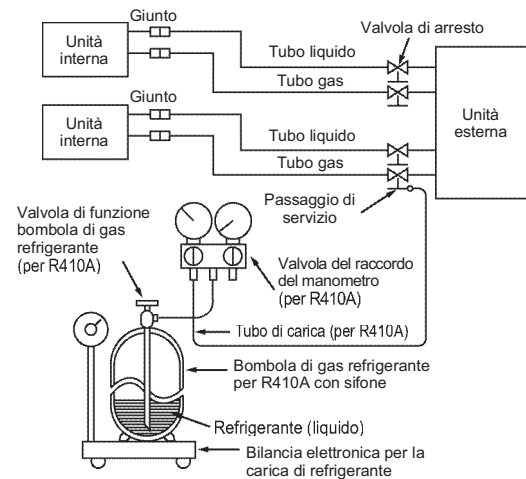 Giunto
Valvola di arresto
Unità
interna
Tubo liquido
Tubo gas
Giunto
Unità
interna
Tubo liquido
Tubo gas
Unità
esterna
Passaggio di
servizio
Valvola di funzione
bombola di gas
refrigerante
(per R410A)
Valvola del raccordo
del manometro
(per R410A)
Tubo di carica (per R410A)
Bombola di gas refrigerante
per R410A con sifone
Refrigerante (liquido)
Bilancia elettronica per la
carica di refrigerante